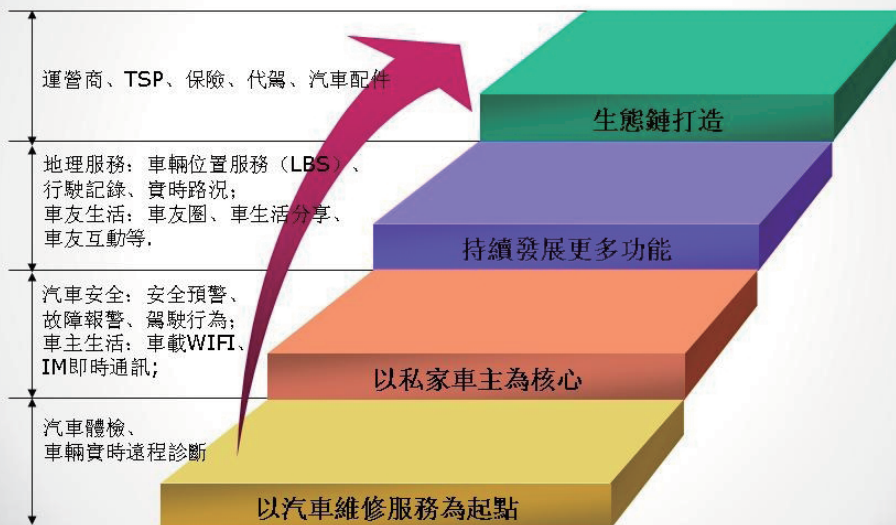 運營商、TSP、保險、代駕、汽車配件
生態鏈打造
地理服務：車輛位置服務（LBS）、
行駛記錄、實時路況；
車友生活：車友圈、車生活分享、
車友互動等.
持續發展更多功能
汽車安全：安全預警、
故障報警、駕駛行為；
車主生活：車載WIFI、
IM即時通訊；
以私家車主為核心
汽車體檢、
車輛實時遠程診斷
以汽車維修服務為起點